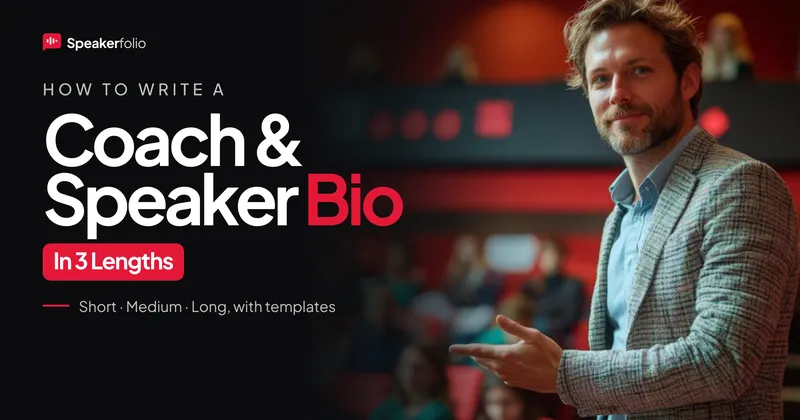 Speakerfolio
HOW TO WRITE A
Coach &
Speaker Bio
In 3 Lengths
Short · Medium · Long, with templates